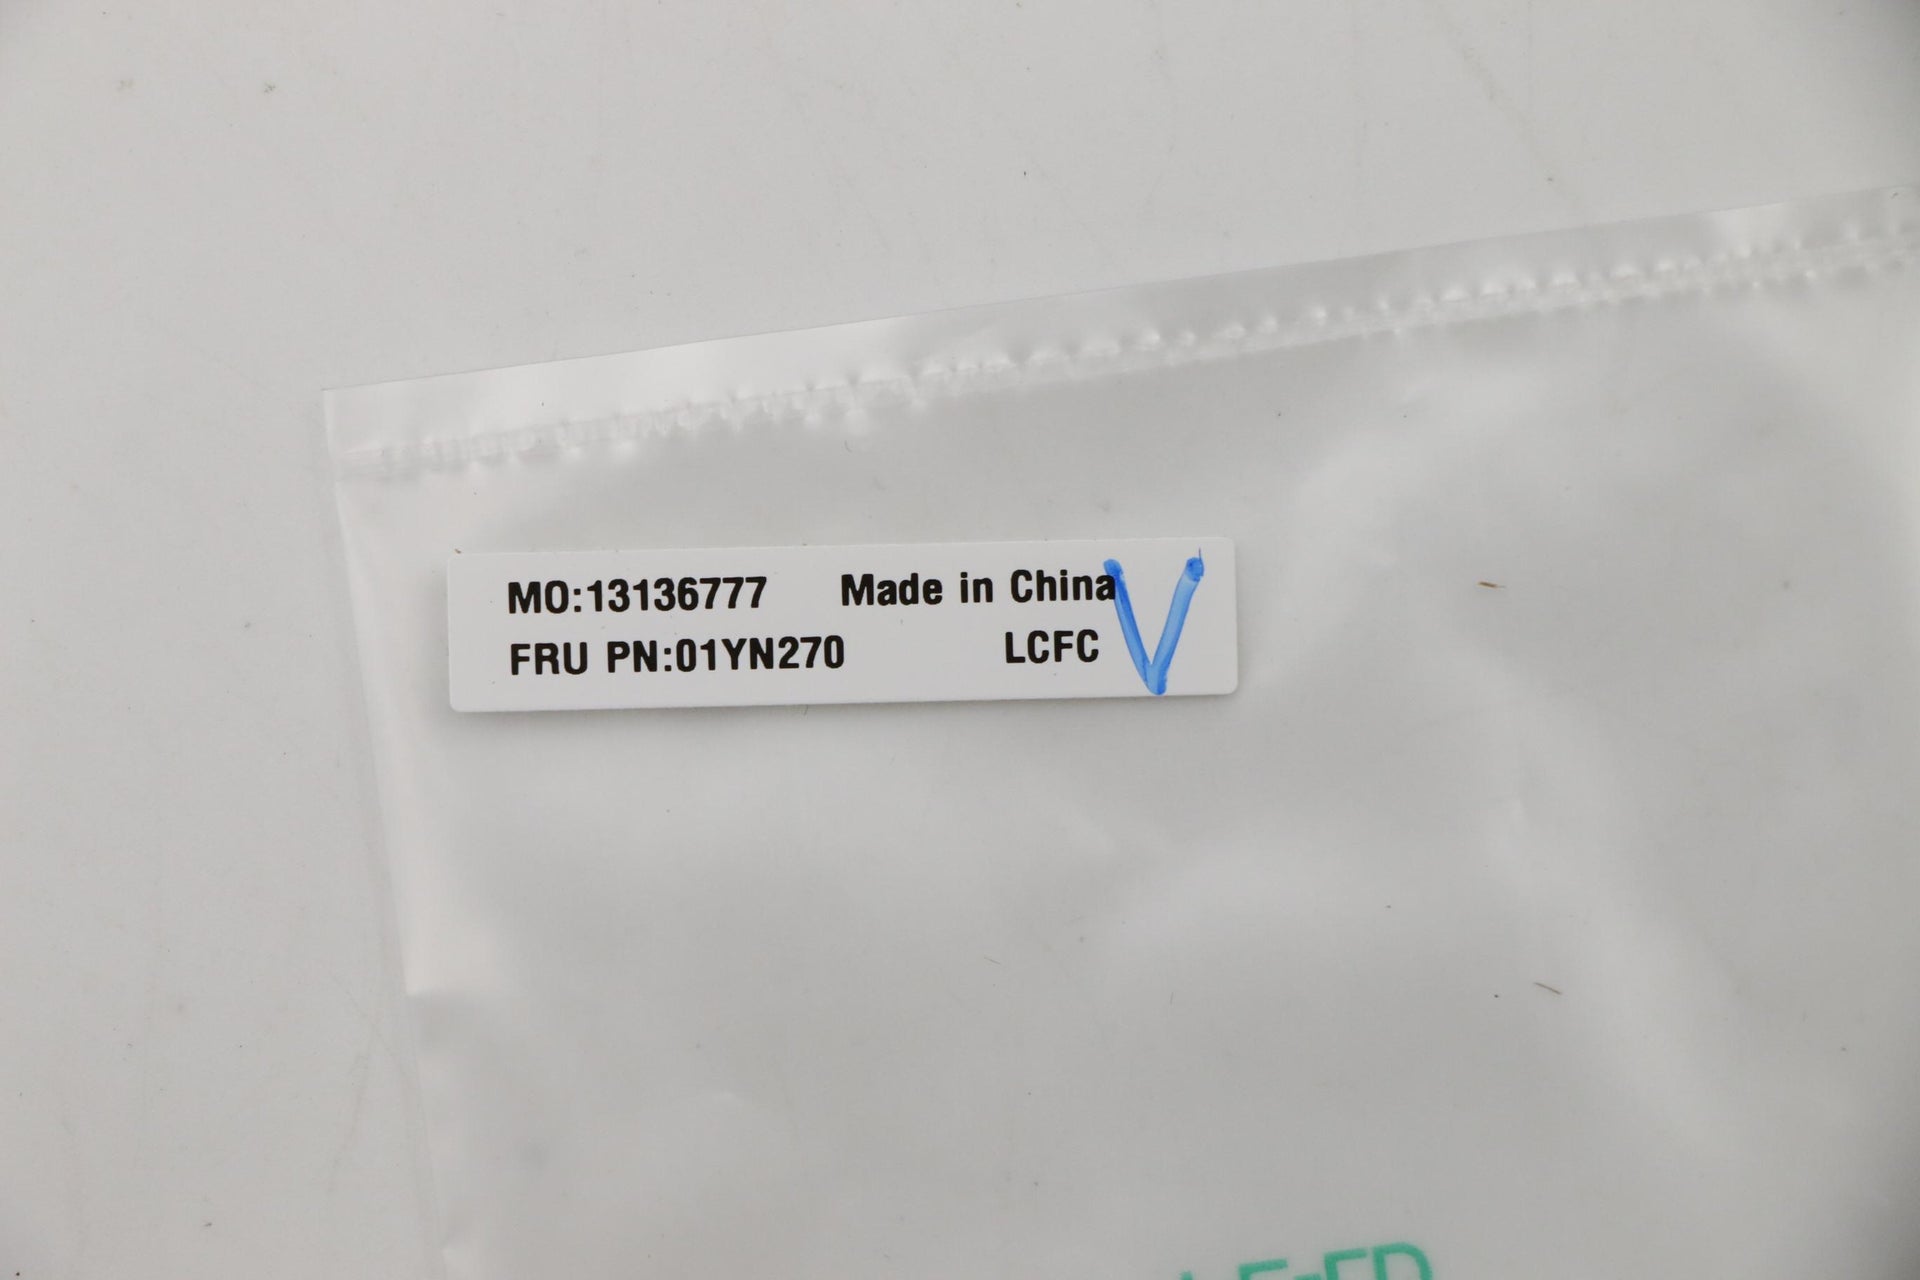 MO:13136777 Made in China
FRU PN:01YN270 LCFC
V